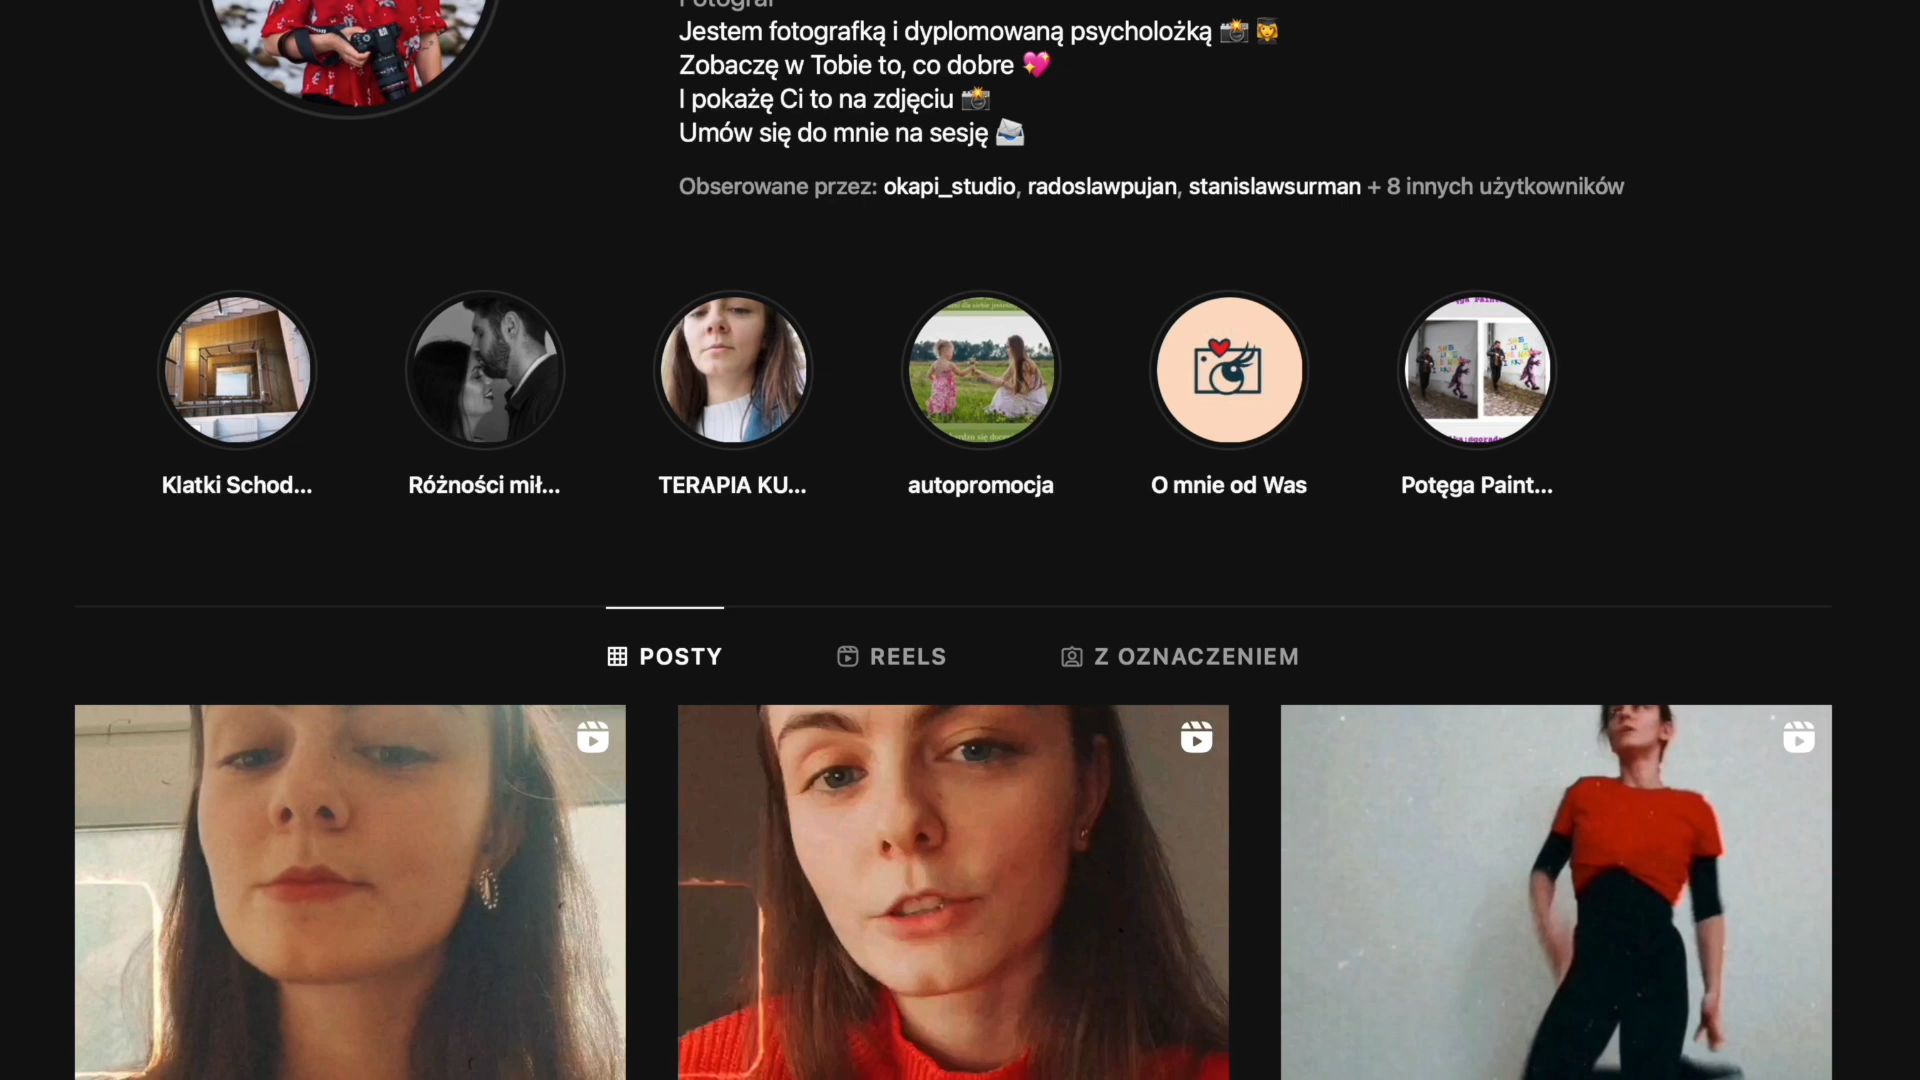 Fotograf
Jestem fotografką i dyplomowaną psycholożką
Zobaczę w Tobie to, co dobre
I pokażę Ci to na zdjęciu
Umów się do mnie na sesję
Obserowane przez: okapi_studio, radoslawpujan, stanislawsurman + 8 innych użytkowników
Klatki Schod...
Różności mił...
TERAPIA KU...
autopromocja
O mnie od Was
Potęga Paint...
POSTY
REELS
Z OZNACZENIEM